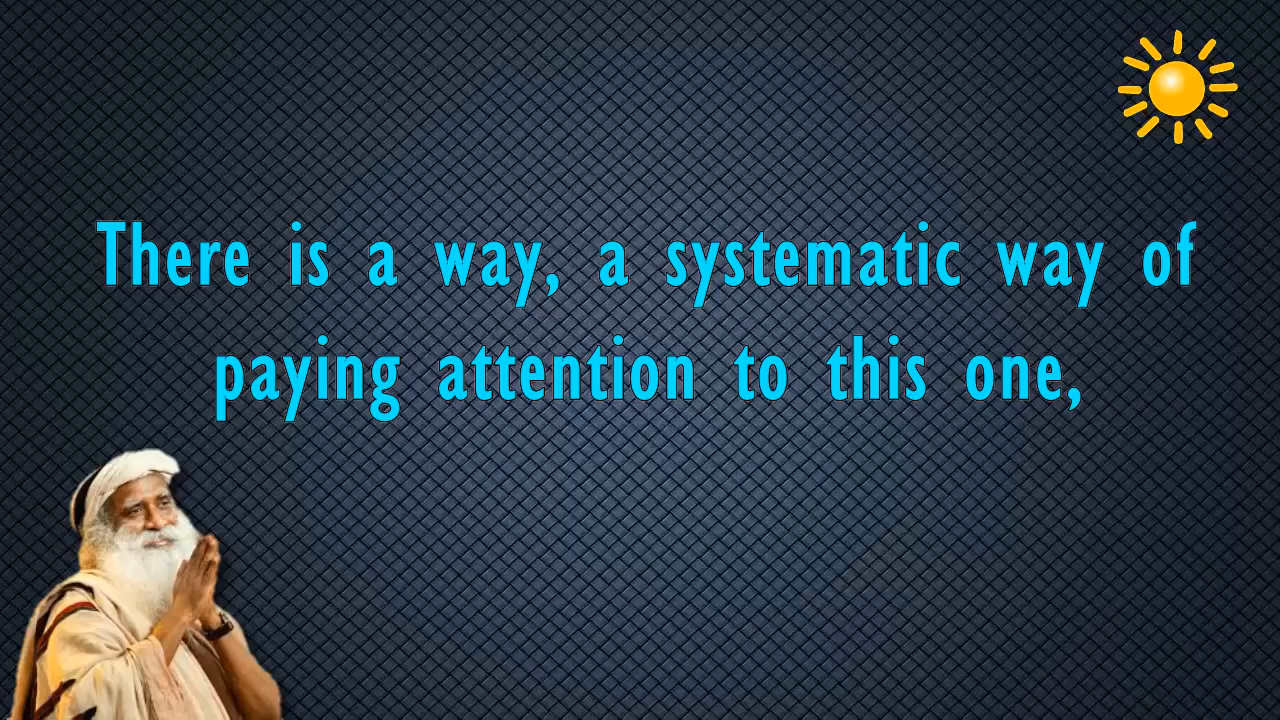 There is a way, a systematic way of
paying attention to this one,